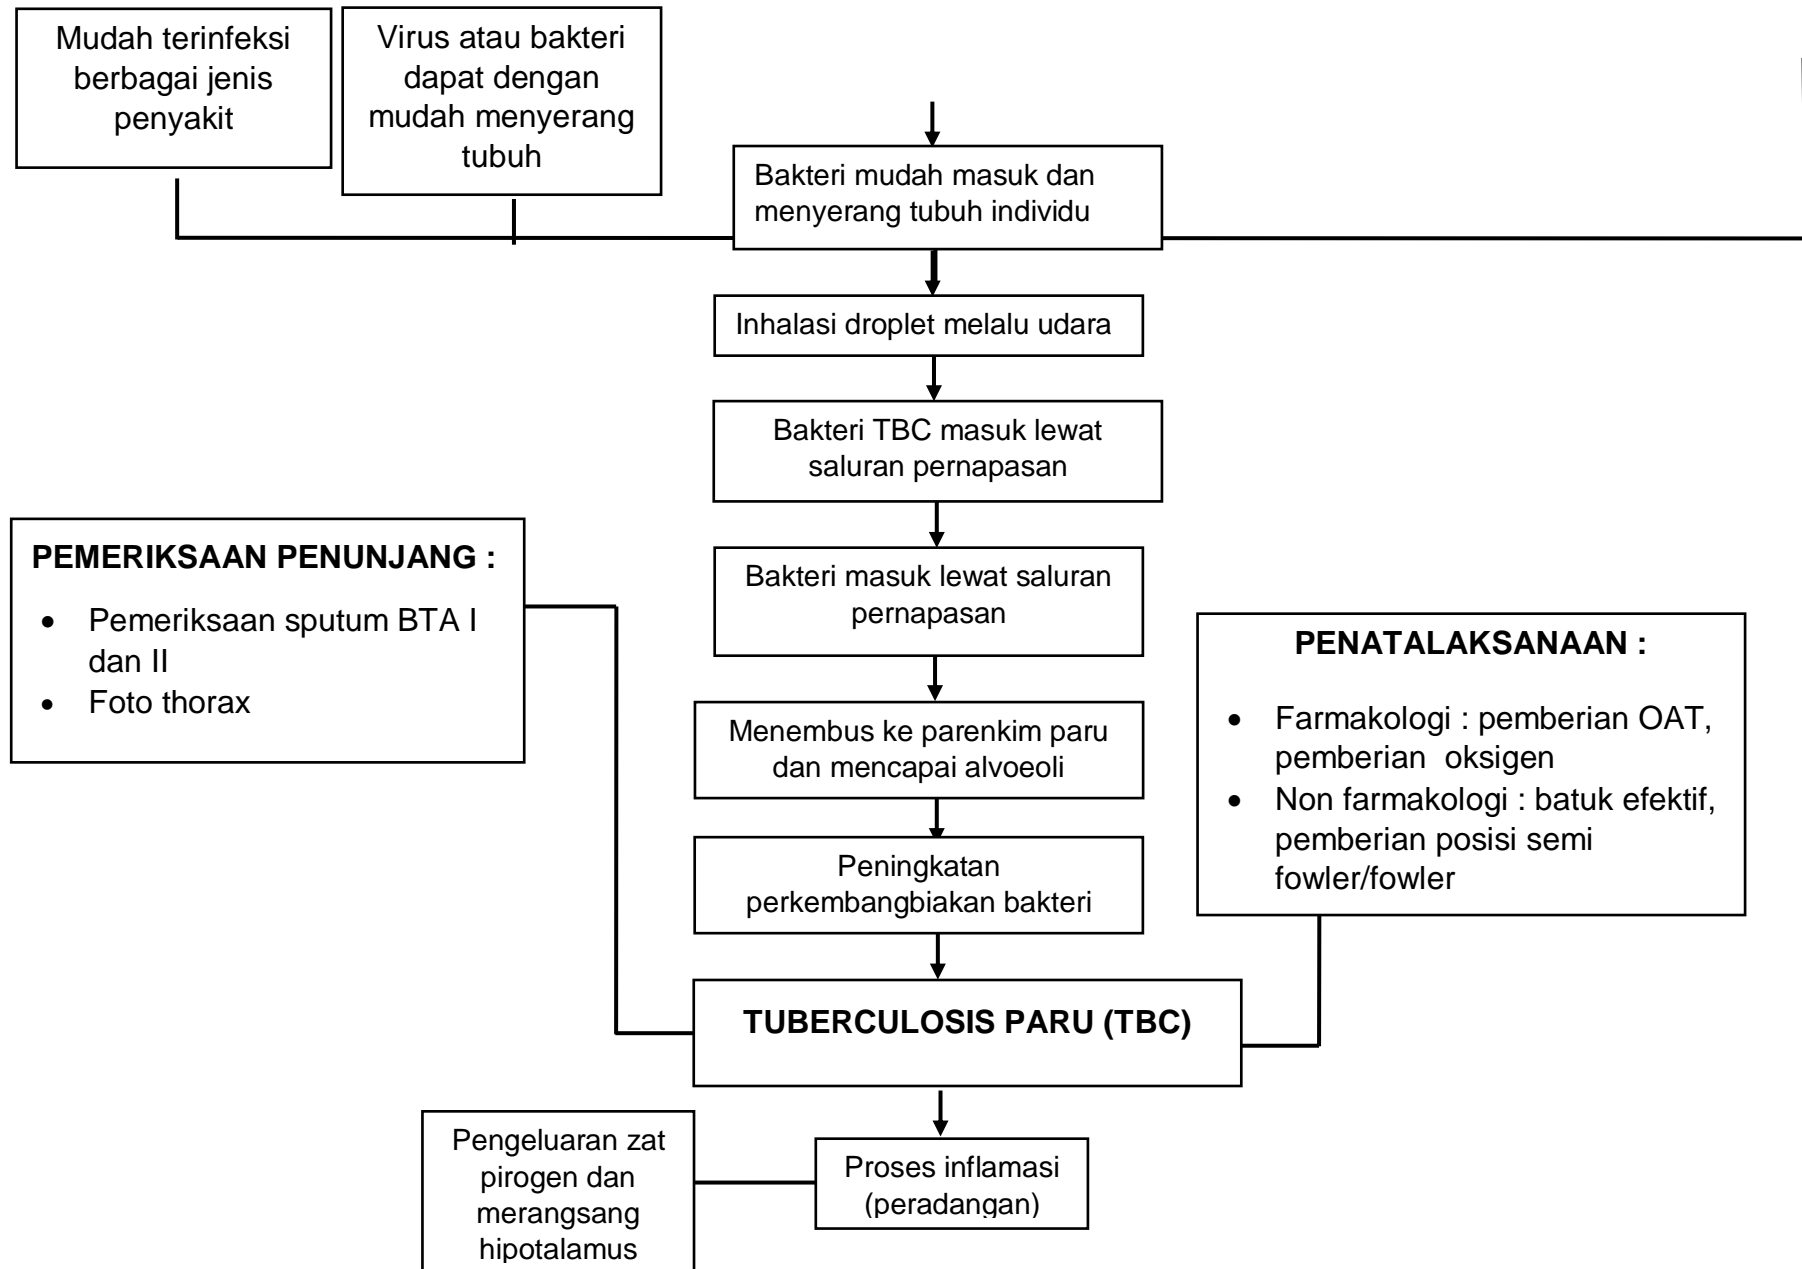 Mudah terinfeksi
berbagai jenis
penyakit
Virus atau bakteri
dapat dengan
mudah menyerang
tubuh
Bakteri mudah masuk dan
menyerang tubuh individu
Inhalasi droplet melalu udara
Bakteri TBC masuk lewat
saluran pernapasan
PEMERIKSAAN PENUNJANG :
• Pemeriksaan sputum BTA I
dan II
• Foto thorax
Bakteri masuk lewat saluran
pernapasan
PENATALAKSANAAN :
• Farmakologi : pemberian OAT,
pemberian oksigen
• Non farmakologi : batuk efektif,
pemberian posisi semi
fowler/fowler
Menembus ke parenkim paru
dan mencapai alvoeoli
Peningkatan
perkembangbiakan bakteri
TUBERCULOSIS PARU (TBC)
Pengeluaran zat
pirogen dan
merangsang
hipotalamus
Proses inflamasi
(peradangan)